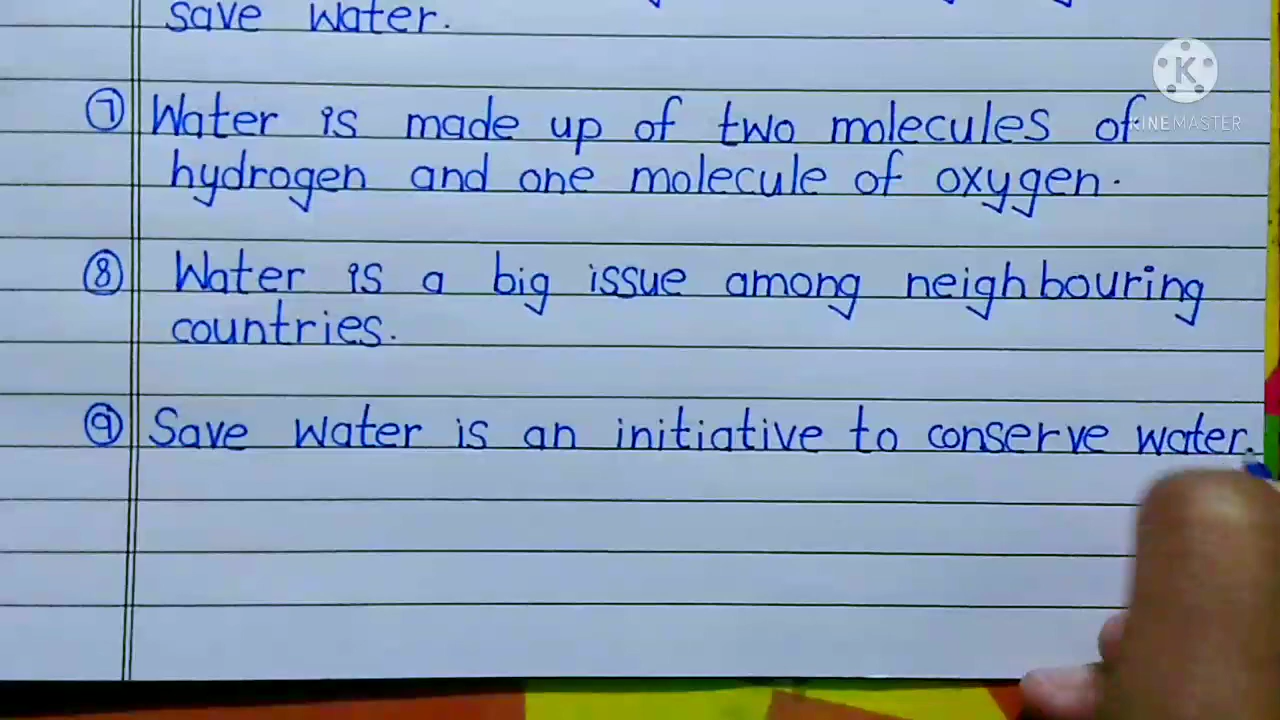 save water.
K
KINEMASTER
⑦ Water is made up of two molecules of
hydrogen and one molecule of oxygen.
⑧ Water is a big issue among neighbouring
countries.
⑨ Save water is an initiative to conserve water.